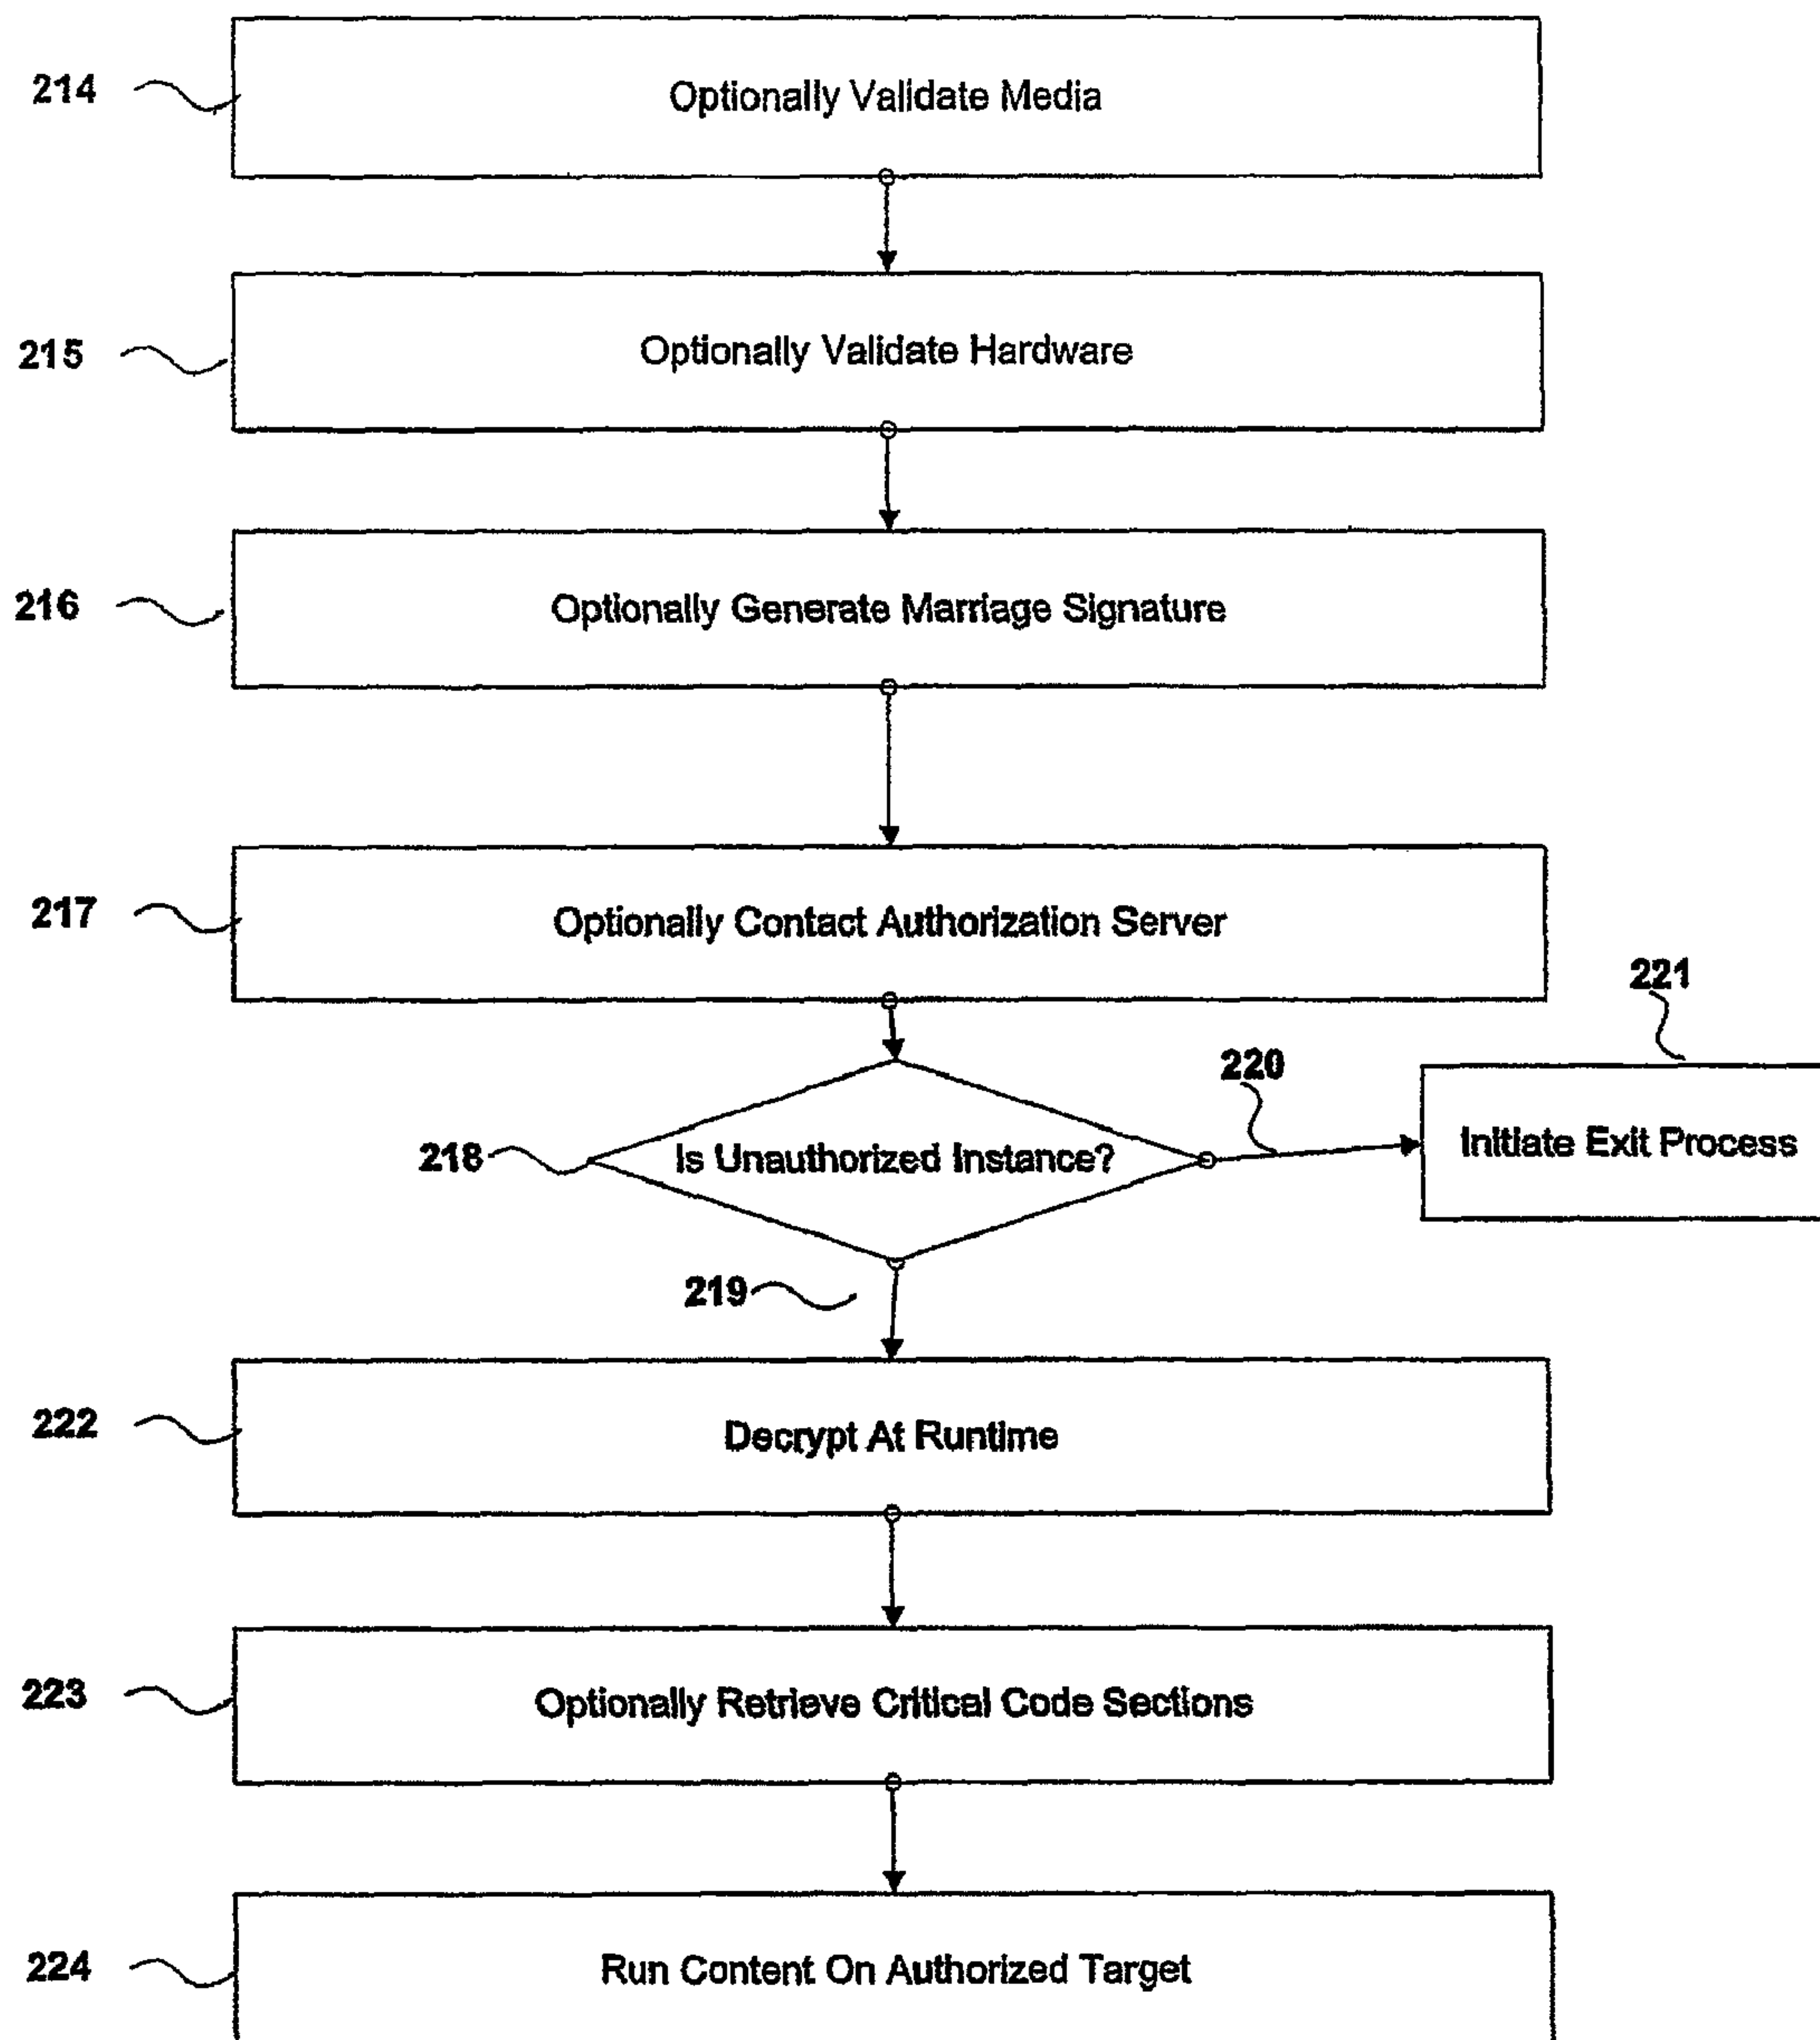 214
Optionally Validate Media
215
Optionally Validate Hardware
216
Optionally Generate Marriage Signature
217
Optionally Contact Authorization Server
221
220
Initiate Exit Process
218
Is Unauthorized Instance?
219
222
Decrypt At Runtime
223
Optionally Retrieve Critical Code Sections
224
Run Content On Authorized Target